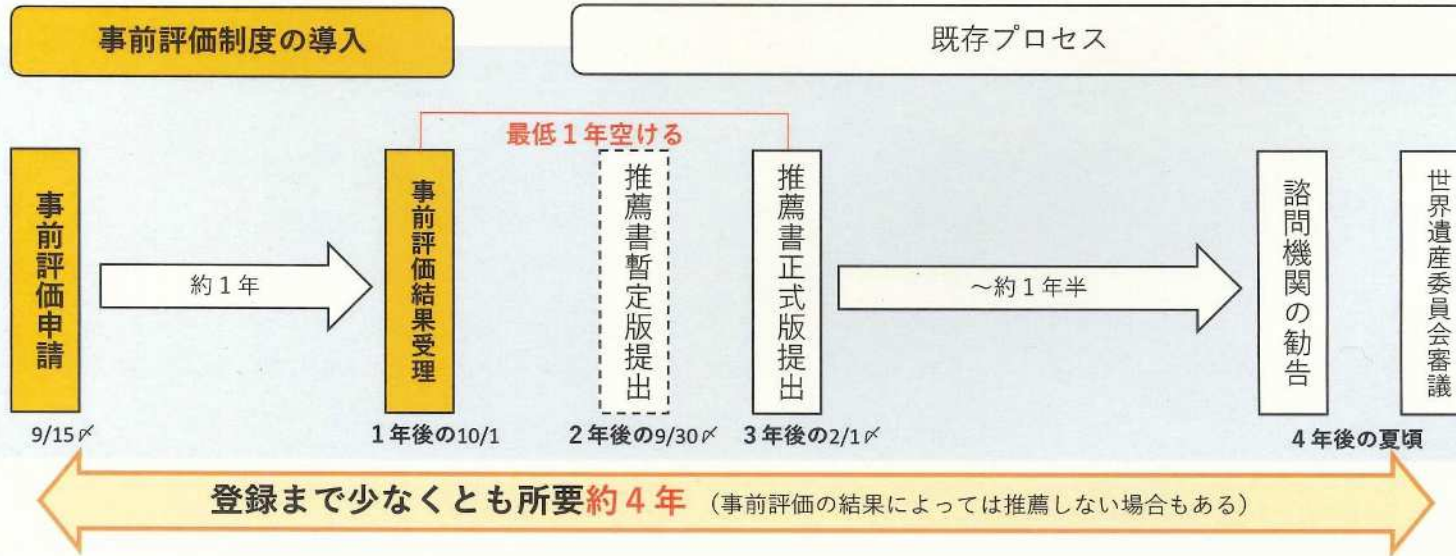 事前評価制度の導入
既存プロセス
最低1年空ける
事前評価申請
約1年
事前評価結果受理
推薦書暫定版提出
推薦書正式版提出
～約1年半
諮問機関の勧告
世界遺産委員会審議
9/15〆
1年後の10/1
2年後の9/30〆
3年後の2/1〆
4年後の夏頃
登録まで少なくとも所要約4年（事前評価の結果によっては推薦しない場合もある）